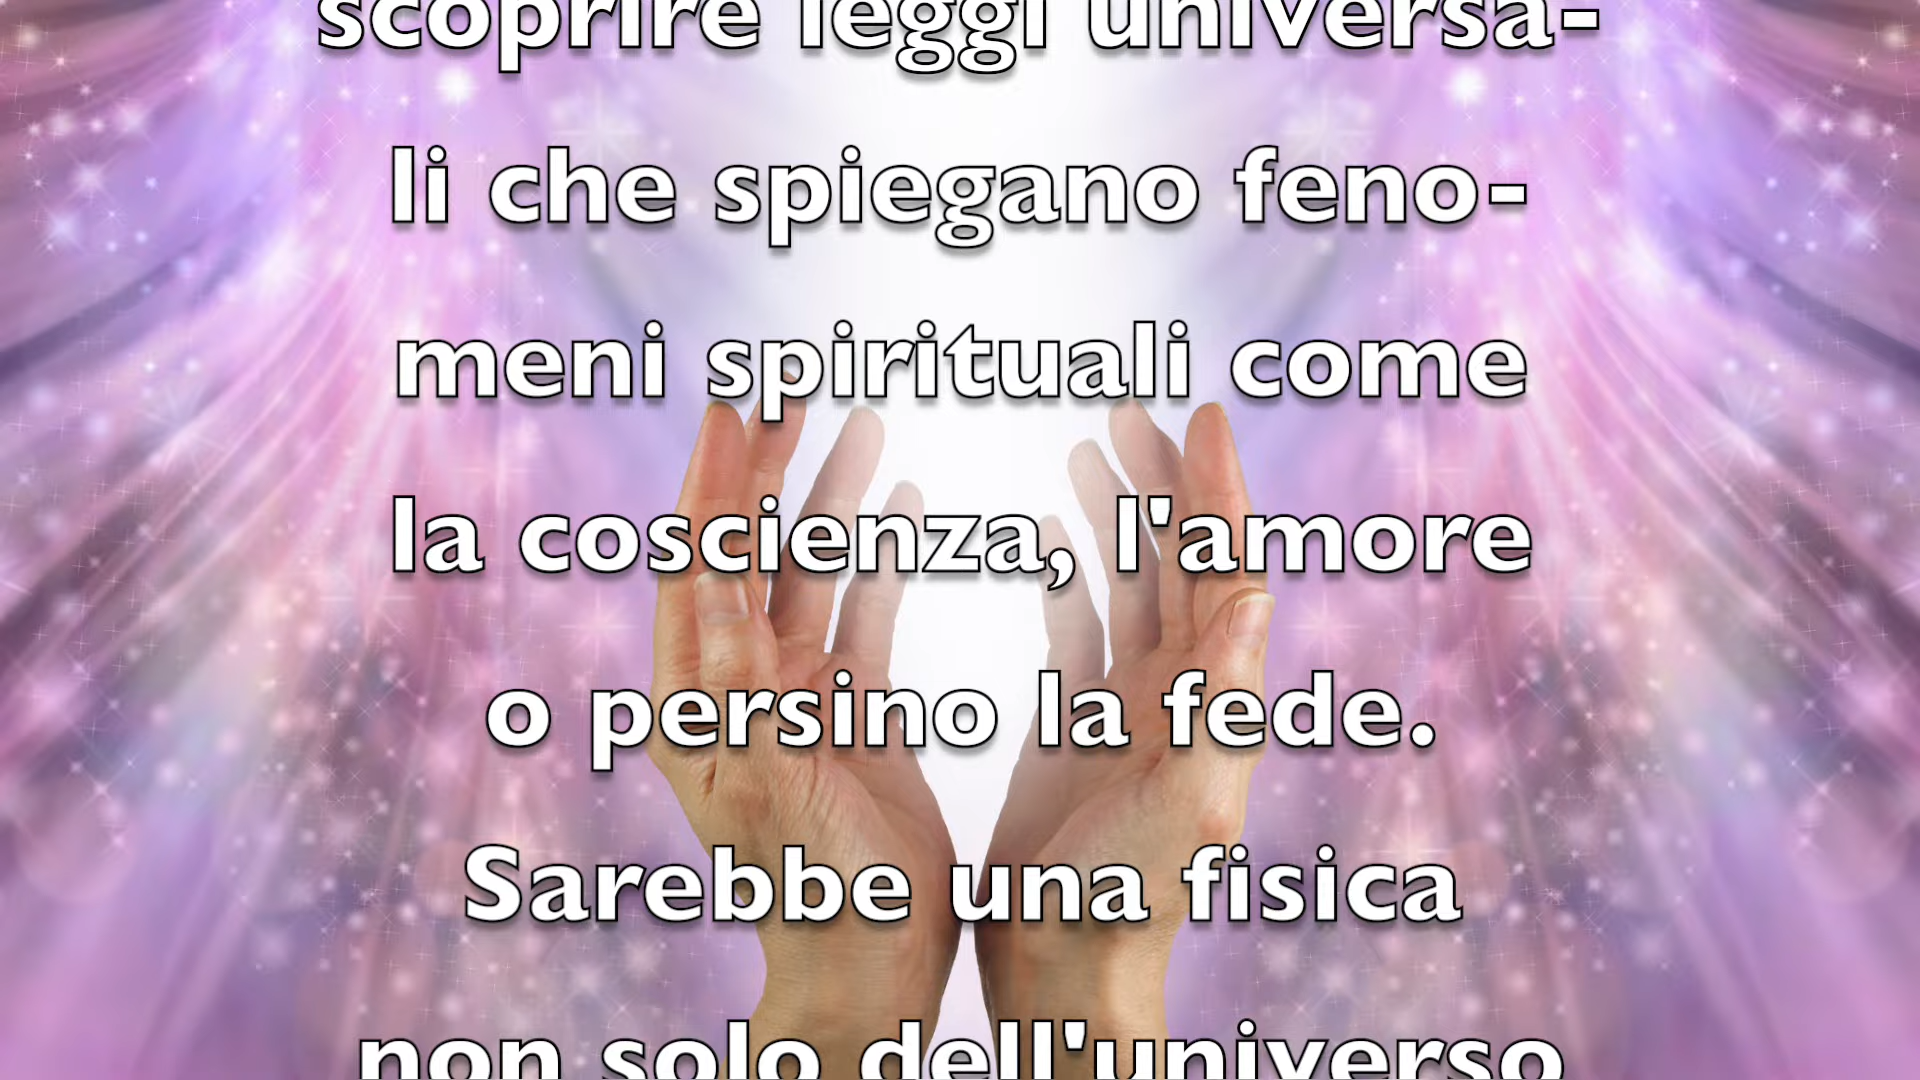 scoprire leggi universa-
li che spiegano feno-
meni spirituali come
la coscienza, l'amore
o persino la fede.
Sarebbe una fisica
non solo dell'universo